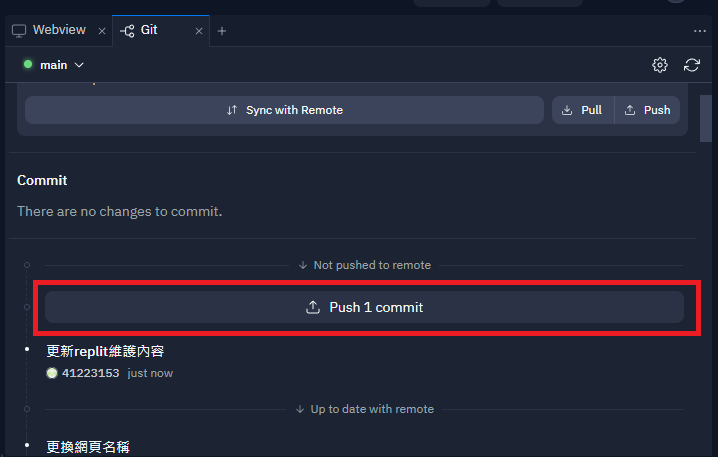 Webview
Git
main
Sync with Remote
Pull
Push
Commit
There are no changes to commit.
Not pushed to remote
Push 1 commit
更新replit維護內容
41223153 just now
Up to date with remote
更換網頁名稱